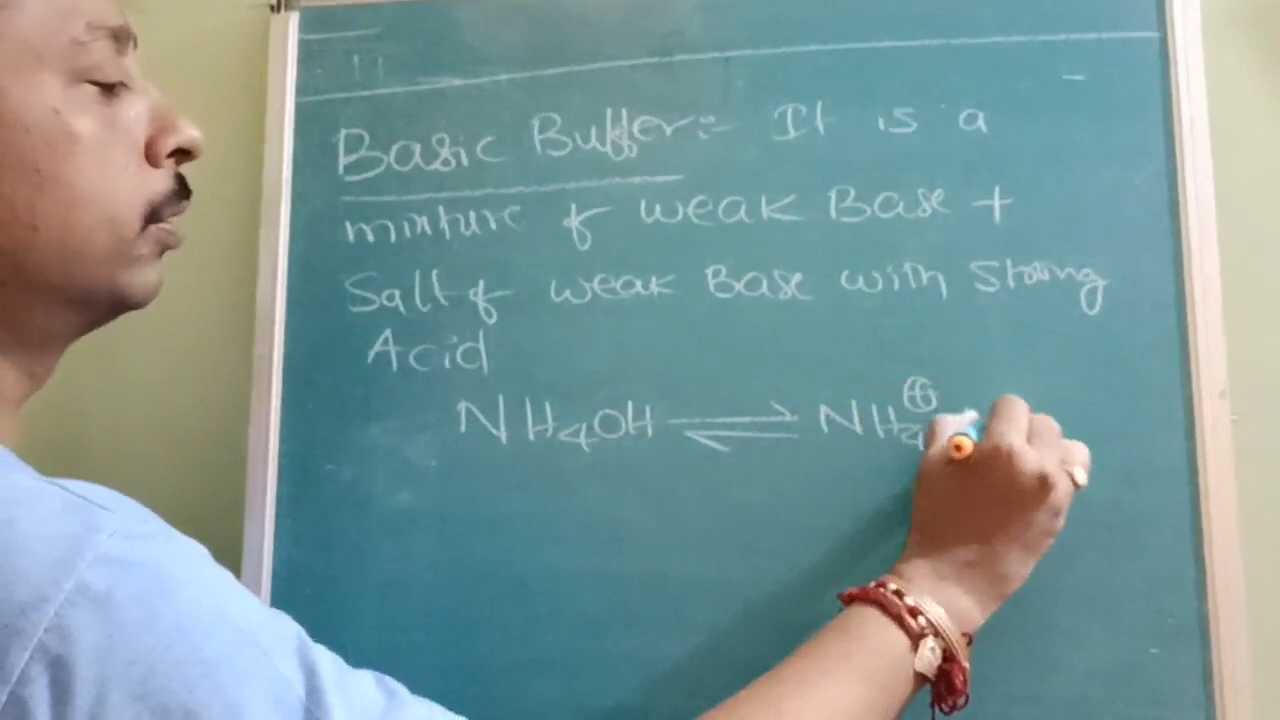 Basic Buffer:- It is a
mixture of weak Base +
Salt of weak Base with Strong
Acid
NH₄OH ⇌ NH₄⊕